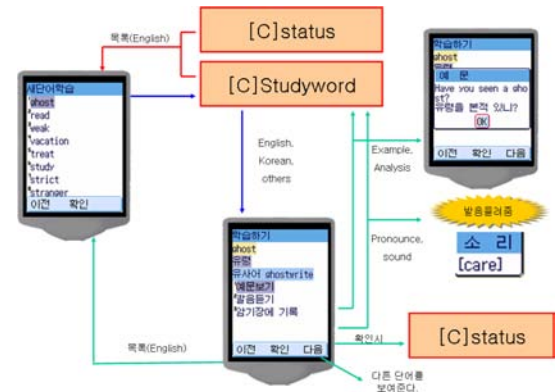 [C]status
목록(English)
[C]Studyword
새단어학습
ghost
read
weak
vacation
treat
study
strict
stranger
이전 확인
English,
Korean,
others
학습하기
ghost
유령
예 문
Have you seen a gho
st?
유령을 본적 있니?
OK
이전 확인 다음
Example,
Analysis
발음들려줌
소 리
[care]
Pronounce,
sound
학습하기
ghost
유령
유사어 ghostwrite
예문보기
발음듣기
암기장에 기록
이전 확인 다음
확인시
[C]status
목록(English)
다른 단어를
보여준다.